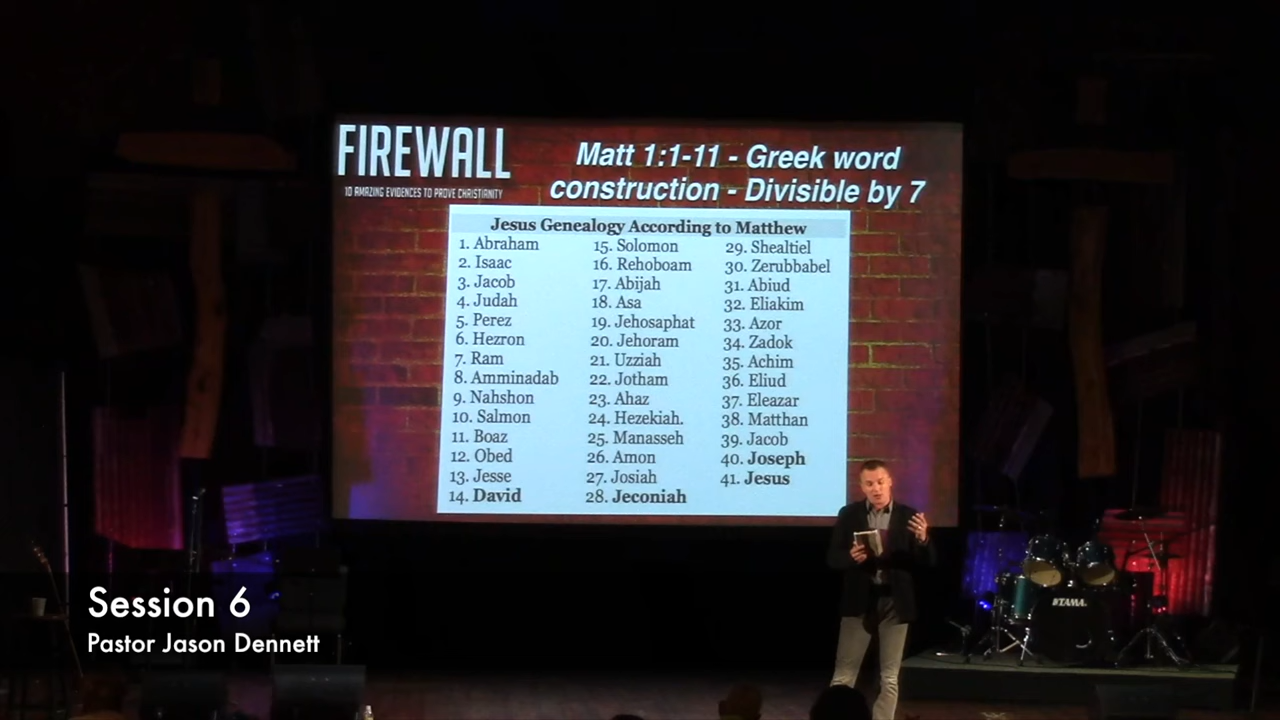 FIREWALL
10 AMAZING EVIDENCES TO PROVE CHRISTIANITY
Matt 1:1-11 - Greek word
construction - Divisible by 7
Jesus Genealogy According to Matthew
1. Abraham
2. Isaac
3. Jacob
4. Judah
5. Perez
6. Hezron
7. Ram
8. Amminadab
9. Nahshon
10. Salmon
11. Boaz
12. Obed
13. Jesse
14. David
15. Solomon
16. Rehoboam
17. Abijah
18. Asa
19. Jehosaphat
20. Jehoram
21. Uzziah
22. Jotham
23. Ahaz
24. Hezekiah.
25. Manasseh
26. Amon
27. Josiah
28. Jeconiah
29. Shealtiel
30. Zerubbabel
31. Abiud
32. Eliakim
33. Azor
34. Zadok
35. Achim
36. Eliud
37. Eleazar
38. Matthan
39. Jacob
40. Joseph
41. Jesus
TAMA
Session 6
Pastor Jason Dennett